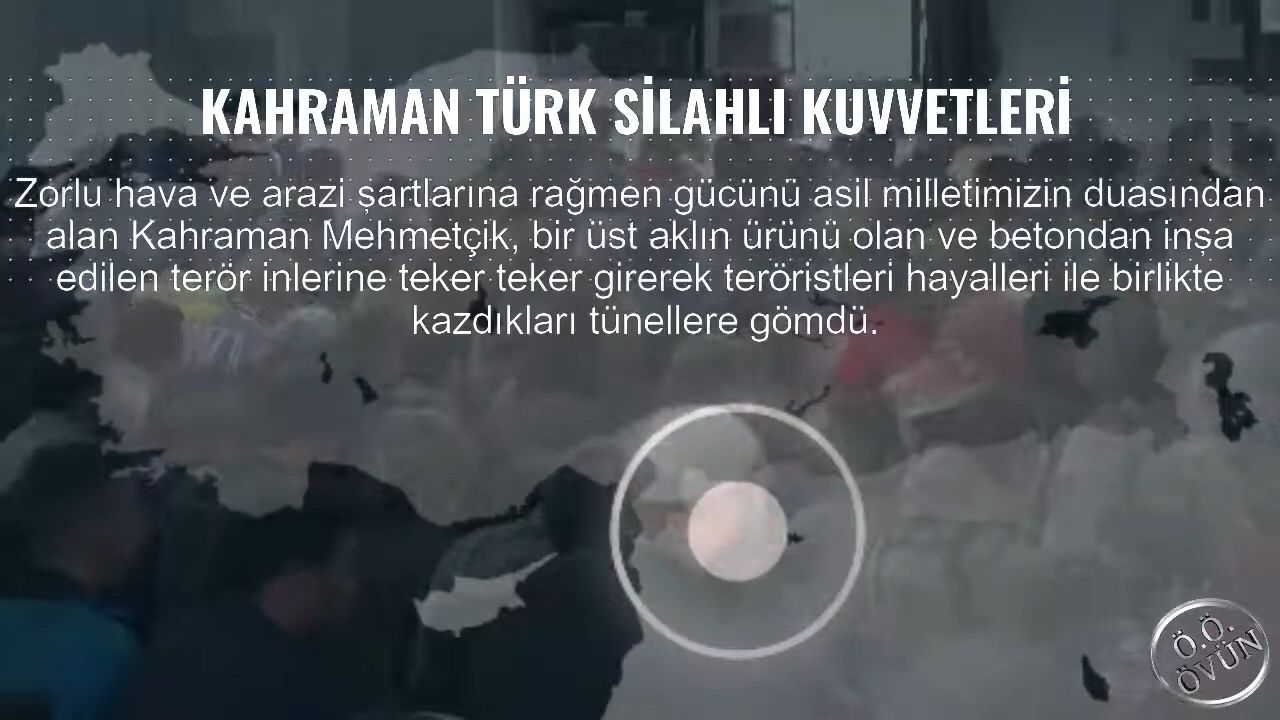 KAHRAMAN TÜRK SİLAHLI KUVVETLERİ
Zorlu hava ve arazi şartlarına rağmen gücünü asil milletimizin duasından
alan Kahraman Mehmetçik, bir üst aklın ürünü olan ve betondan inşa
edilen terör inlerine teker teker girerek teröristleri hayalleri ile birlikte
kazdıkları tünellere gömdü.
Ö.Ö.
ÖVÜN